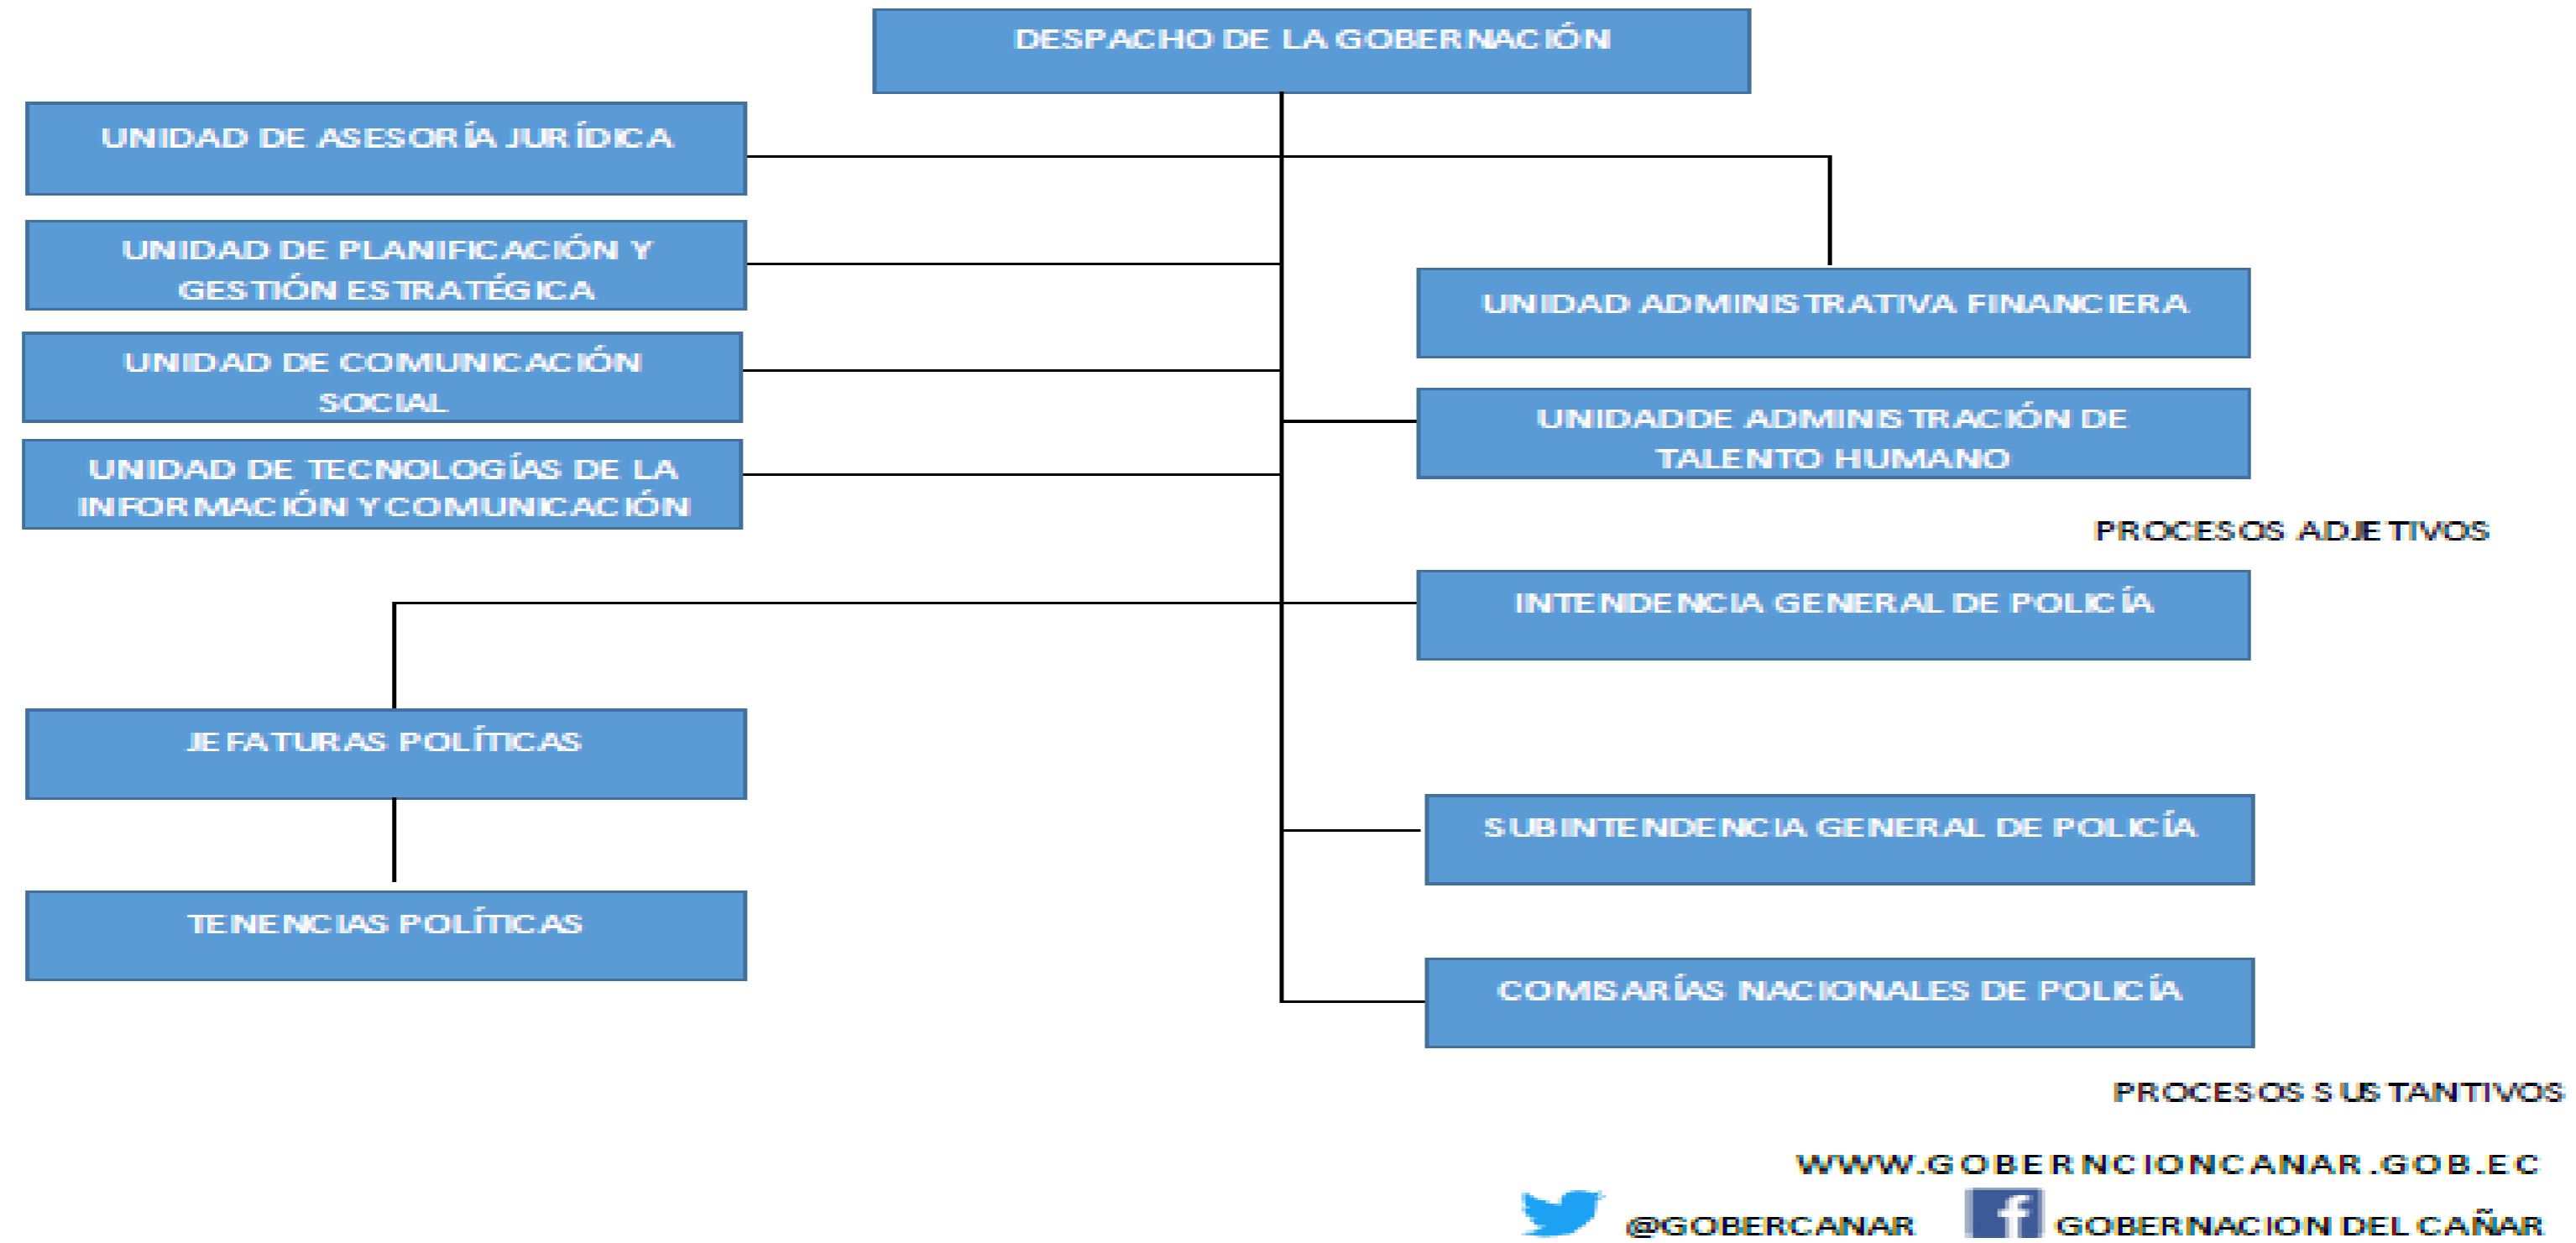 DESPACHO DE LA GOBERNACIÓN
UNIDAD DE ASESORÍA JURÍDICA
UNIDAD DE PLANIFICACIÓN Y
GESTIÓN ESTRATÉGICA
UNIDAD DE COMUNICACIÓN
SOCIAL
UNIDAD DE TECNOLOGÍAS DE LA
INFORMACIÓN Y COMUNICACIÓN
UNIDAD ADMINISTRATIVA FINANCIERA
UNIDADDE ADMINISTRACIÓN DE
TALENTO HUMANO
PROCESOS ADJETIVOS
INTENDENCIA GENERAL DE POLICÍA
JEFATURAS POLÍTICAS
SUBINTENDENCIA GENERAL DE POLICÍA
TENENCIAS POLÍTICAS
COMISARÍAS NACIONALES DE POLICÍA
PROCESOS SUSTANTIVOS
WWW.GOBERNCIONCANAR.GOB.EC
@GOBERCANAR
GOBERNACION DEL CAÑAR